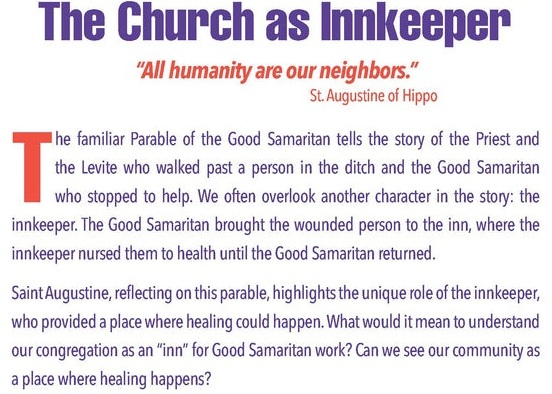 The Church as Innkeeper
“All humanity are our neighbors.”
St. Augustine of Hippo
The familiar Parable of the Good Samaritan tells the story of the Priest and
the Levite who walked past a person in the ditch and the Good Samaritan
who stopped to help. We often overlook another character in the story: the
innkeeper. The Good Samaritan brought the wounded person to the inn, where the
innkeeper nursed them to health until the Good Samaritan returned.
Saint Augustine, reflecting on this parable, highlights the unique role of the innkeeper,
who provided a place where healing could happen. What would it mean to understand
our congregation as an “inn” for Good Samaritan work? Can we see our community as
a place where healing happens?